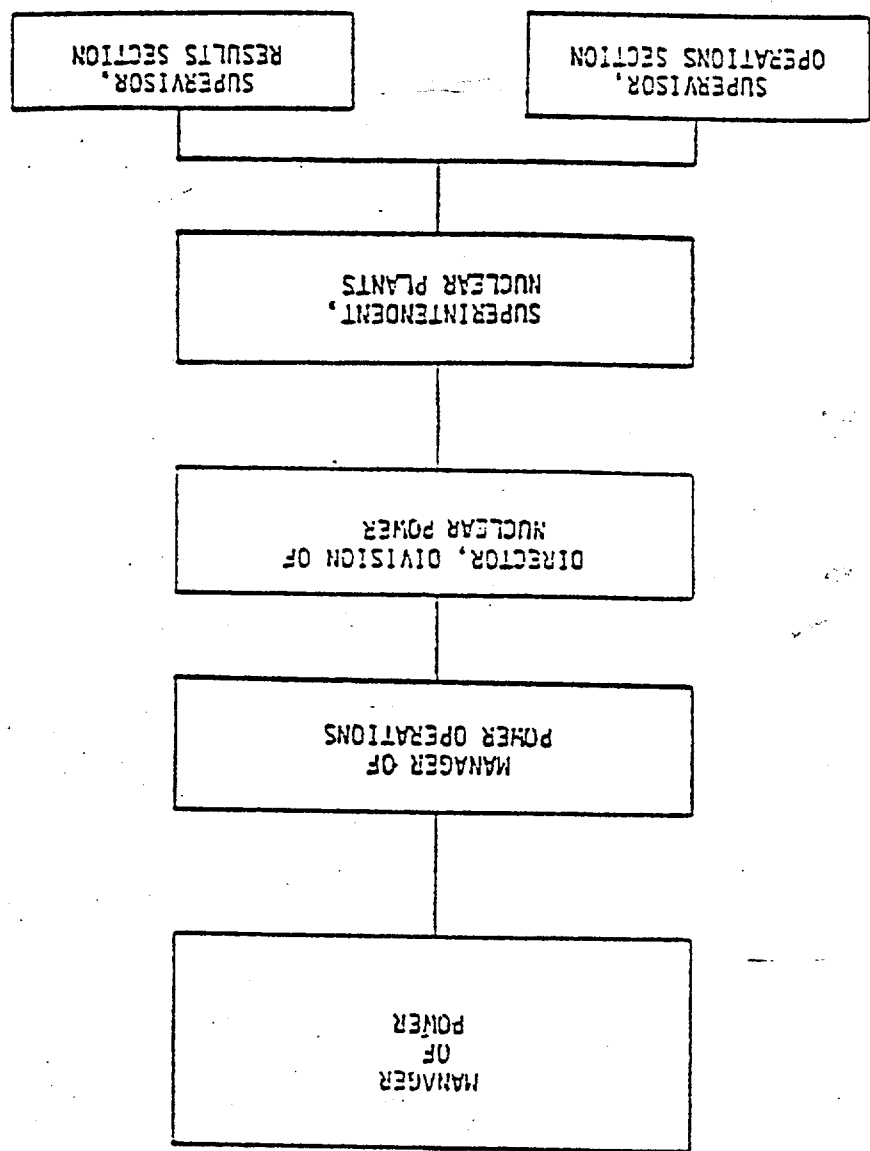 MANAGER
OF
POWER
MANAGER OF
POWER OPERATIONS
DIRECTOR, DIVISION OF
NUCLEAR POWER
SUPERINTENDENT,
NUCLEAR PLANTS
SUPERVISOR,
OPERATIONS SECTION
SUPERVISOR,
RESULTS SECTION